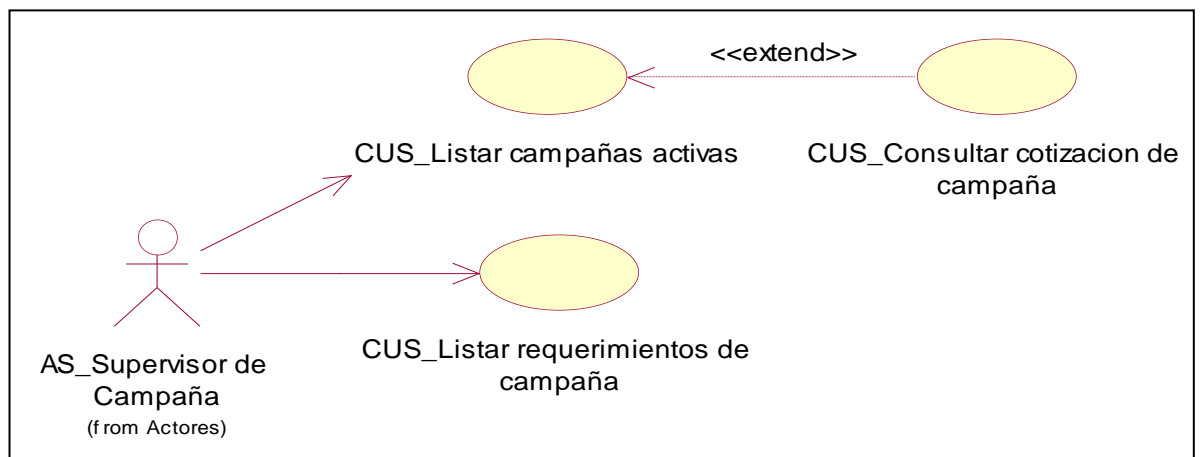 <<extend>>
CUS_Listar campañas activas
CUS_Consultar cotizacion de
campaña
AS_Supervisor de
Campaña
(from Actores)
CUS_Listar requerimientos de
campaña